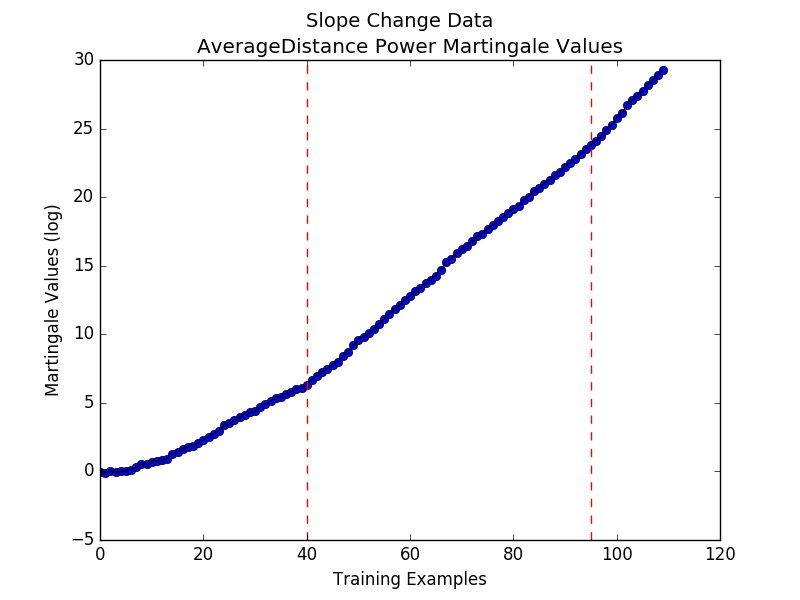 Slope Change Data
AverageDistance Power Martingale Values
30
25
20
15
10
5
0
−5
Martingale Values (log)
0 20 40 60 80 100 120
Training Examples